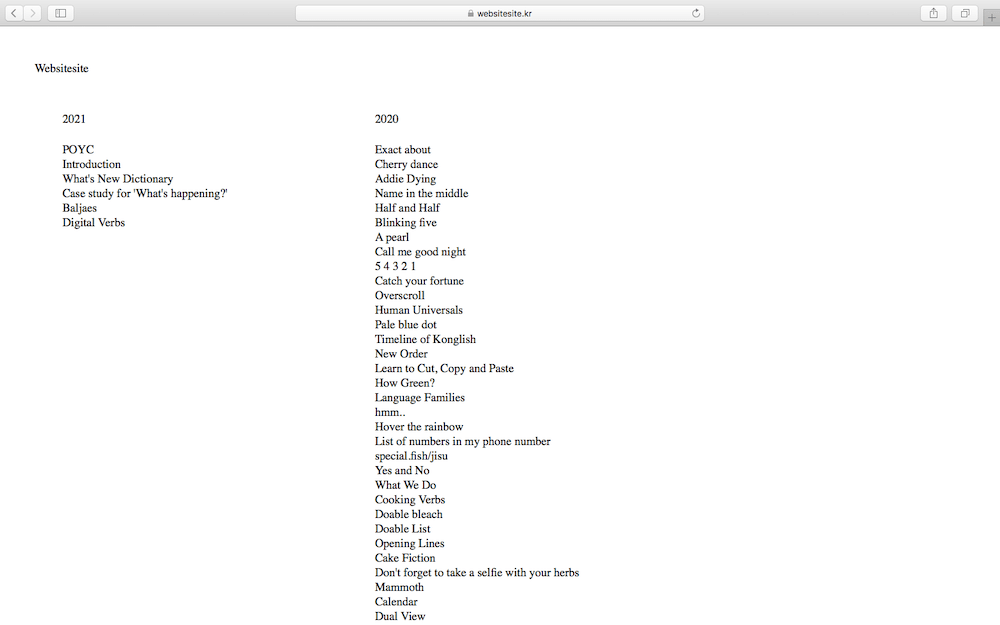 websitesite.kr
Websitesite
2021
POYC
Introduction
What's New Dictionary
Case study for 'What's happening?'
Baljaes
Digital Verbs
2020
Exact about
Cherry dance
Addie Dying
Name in the middle
Half and Half
Blinking five
A pearl
Call me good night
5 4 3 2 1
Catch your fortune
Overscroll
Human Universals
Pale blue dot
Timeline of Konglish
New Order
Learn to Cut, Copy and Paste
How Green?
Language Families
hmm..
Hover the rainbow
List of numbers in my phone number
special.fish/jisu
Yes and No
What We Do
Cooking Verbs
Doable bleach
Doable List
Opening Lines
Cake Fiction
Don't forget to take a selfie with your herbs
Mammoth
Calendar
Dual View